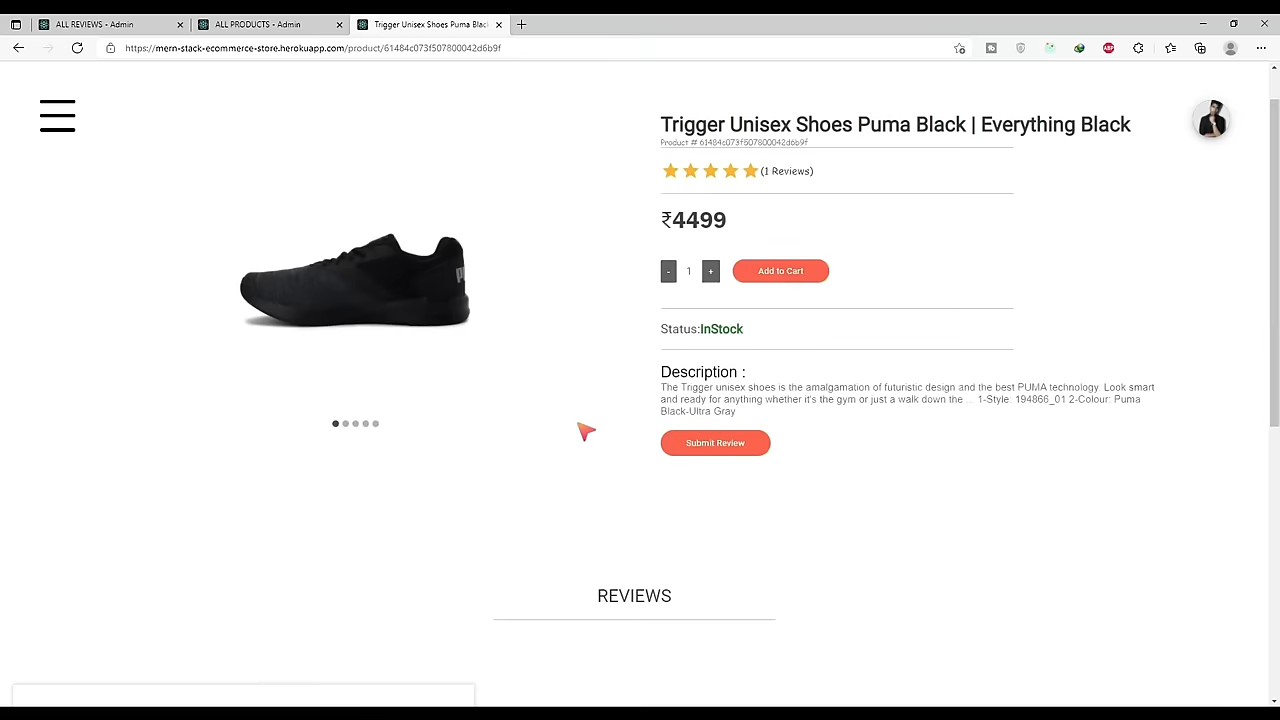 ALL REVIEWS - Admin
ALL PRODUCTS - Admin
Trigger Unisex Shoes Puma Black
https://mern-stack-ecommerce-store.herokuapp.com/product/61484c073f507800042d6b9f
ABP
Trigger Unisex Shoes Puma Black | Everything Black
Product # 61484c073f507800042d6b9f
(1 Reviews)
₹4499
- 1 + Add to Cart
Status:InStock
Description :
The Trigger unisex shoes is the amalgamation of futuristic design and the best PUMA technology. Look smart
and ready for anything whether it's the gym or just a walk down the ... 1-Style: 194866_01 2-Colour: Puma
Black-Ultra Gray
Submit Review
REVIEWS